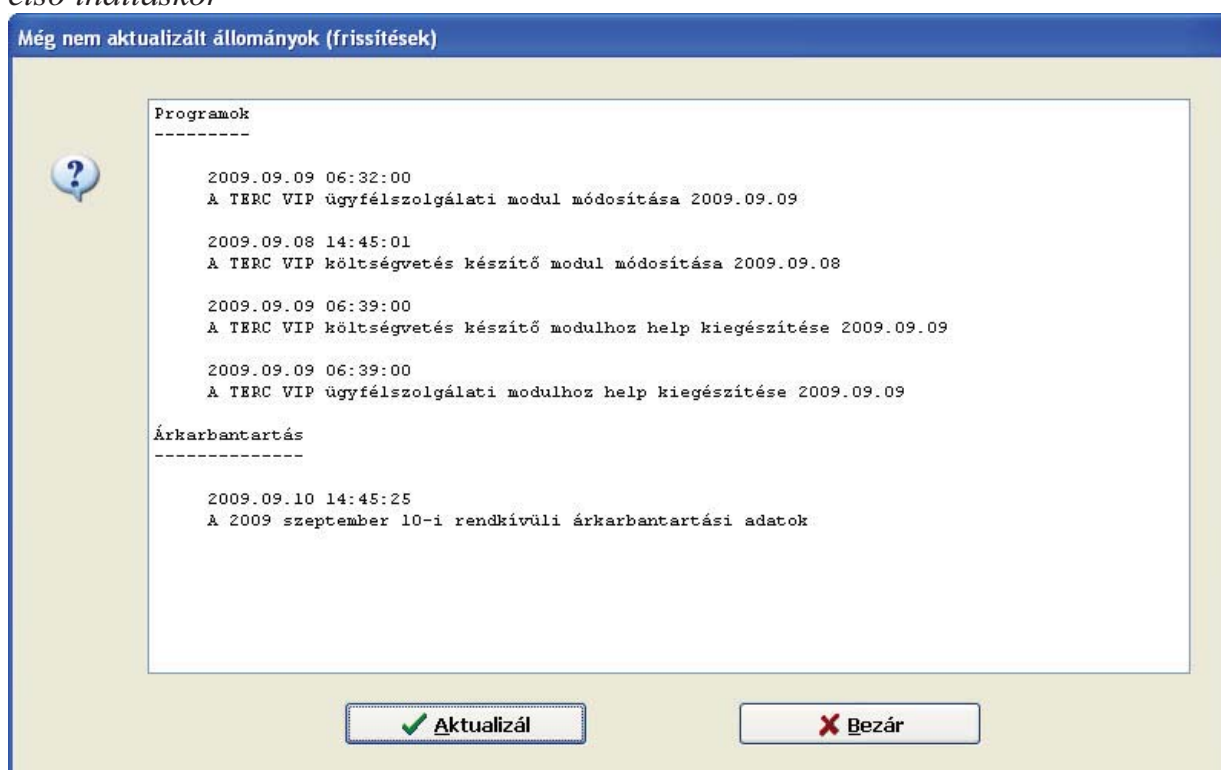 első indításkor
Még nem aktualizált állományok (frissítések)
Programok
---------
2009.09.09 06:32:00
A TERC VIP ügyfélszolgálati modul módosítása 2009.09.09
2009.09.08 14:45:01
A TERC VIP költségvetés készítő modul módosítása 2009.09.08
2009.09.09 06:39:00
A TERC VIP költségvetés készítő modulhoz help kiegészítése 2009.09.09
2009.09.09 06:39:00
A TERC VIP ügyfélszolgálati modulhoz help kiegészítése 2009.09.09
Árkarbantartás
--------------
2009.09.10 14:45:25
A 2009 szeptember 10-i rendkívüli árkarbantartási adatok
Aktualizál
Bezár